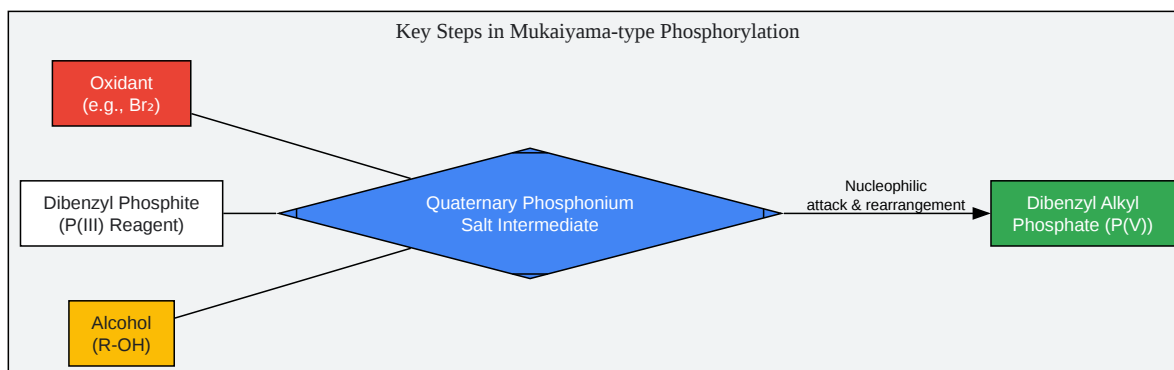 Key Steps in Mukaiyama-type Phosphorylation
Oxidant
(e.g., Br₂)
Dibenzyl Phosphite
(P(III) Reagent)
Alcohol
(R-OH)
Quaternary Phosphonium
Salt Intermediate
Nucleophilic
attack & rearrangement
Dibenzyl Alkyl
Phosphate (P(V))